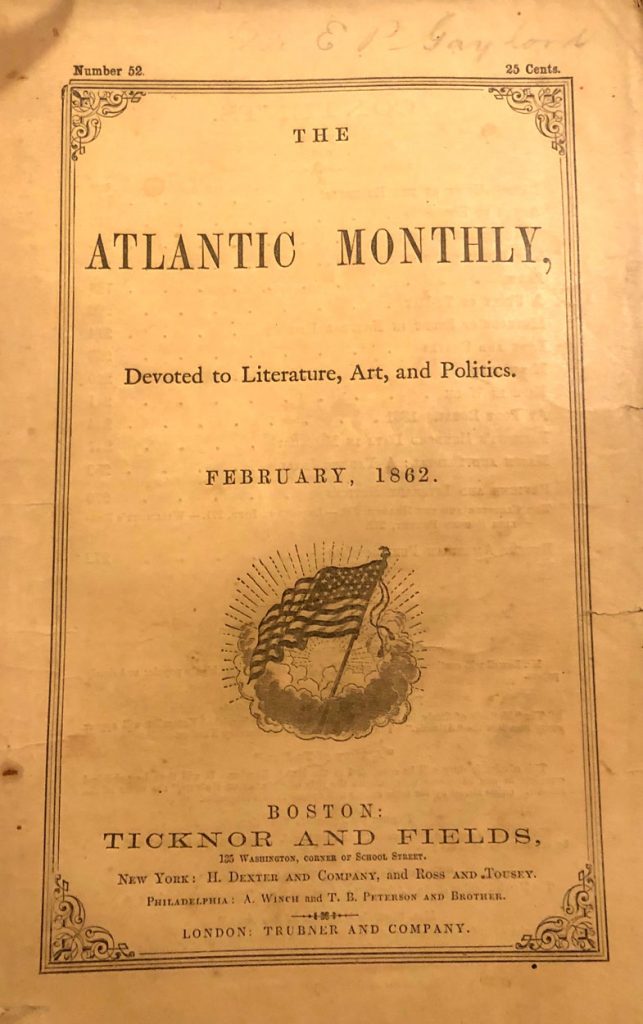 E P Gaylord
Number 52. 25 Cents.
THE
ATLANTIC MONTHLY,
Devoted to Literature, Art, and Politics.
FEBRUARY, 1862.
BOSTON:
TICKNOR AND FIELDS,
135 Washington, corner of School Street.
New York: H. Dexter and Company, and Ross and Tousey.
Philadelphia: A. Winch and T. B. Peterson and Brother.
LONDON: TRUBNER AND COMPANY.